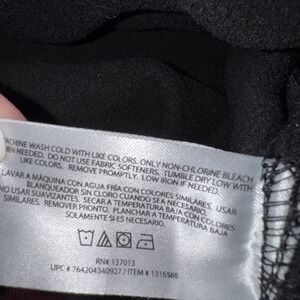 MACHINE WASH COLD WITH LIKE COLORS. ONLY NON-CHLORINE BLEACH
WHEN NEEDED. DO NOT USE FABRIC SOFTENERS. TUMBLE DRY LOW WITH
LIKE COLORS. REMOVE PROMPTLY. LOW IRON IF NEEDED.
LAVAR A MÁQUINA CON AGUA FRÍA CON COLORES SIMILARES. USAR
BLANQUEADOR SIN CLORO CUANDO SEA NECESARIO.
NO USAR SUAVIZANTES. SECAR A TEMPERATURA BAJA CON COLORES
SIMILARES. REMOVER PRONTO. PLANCHAR A TEMPERATURA BAJA
SOLAMENTE SI ES NECESARIO.
RN# 137013
UPC # 764204340927 / ITEM # 1316588